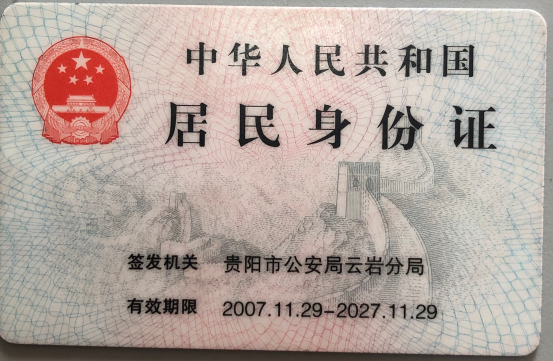 中华人民共和国
居民身份证
签发机关 贵阳市公安局云岩分局
有效期限 2007.11.29-2027.11.29